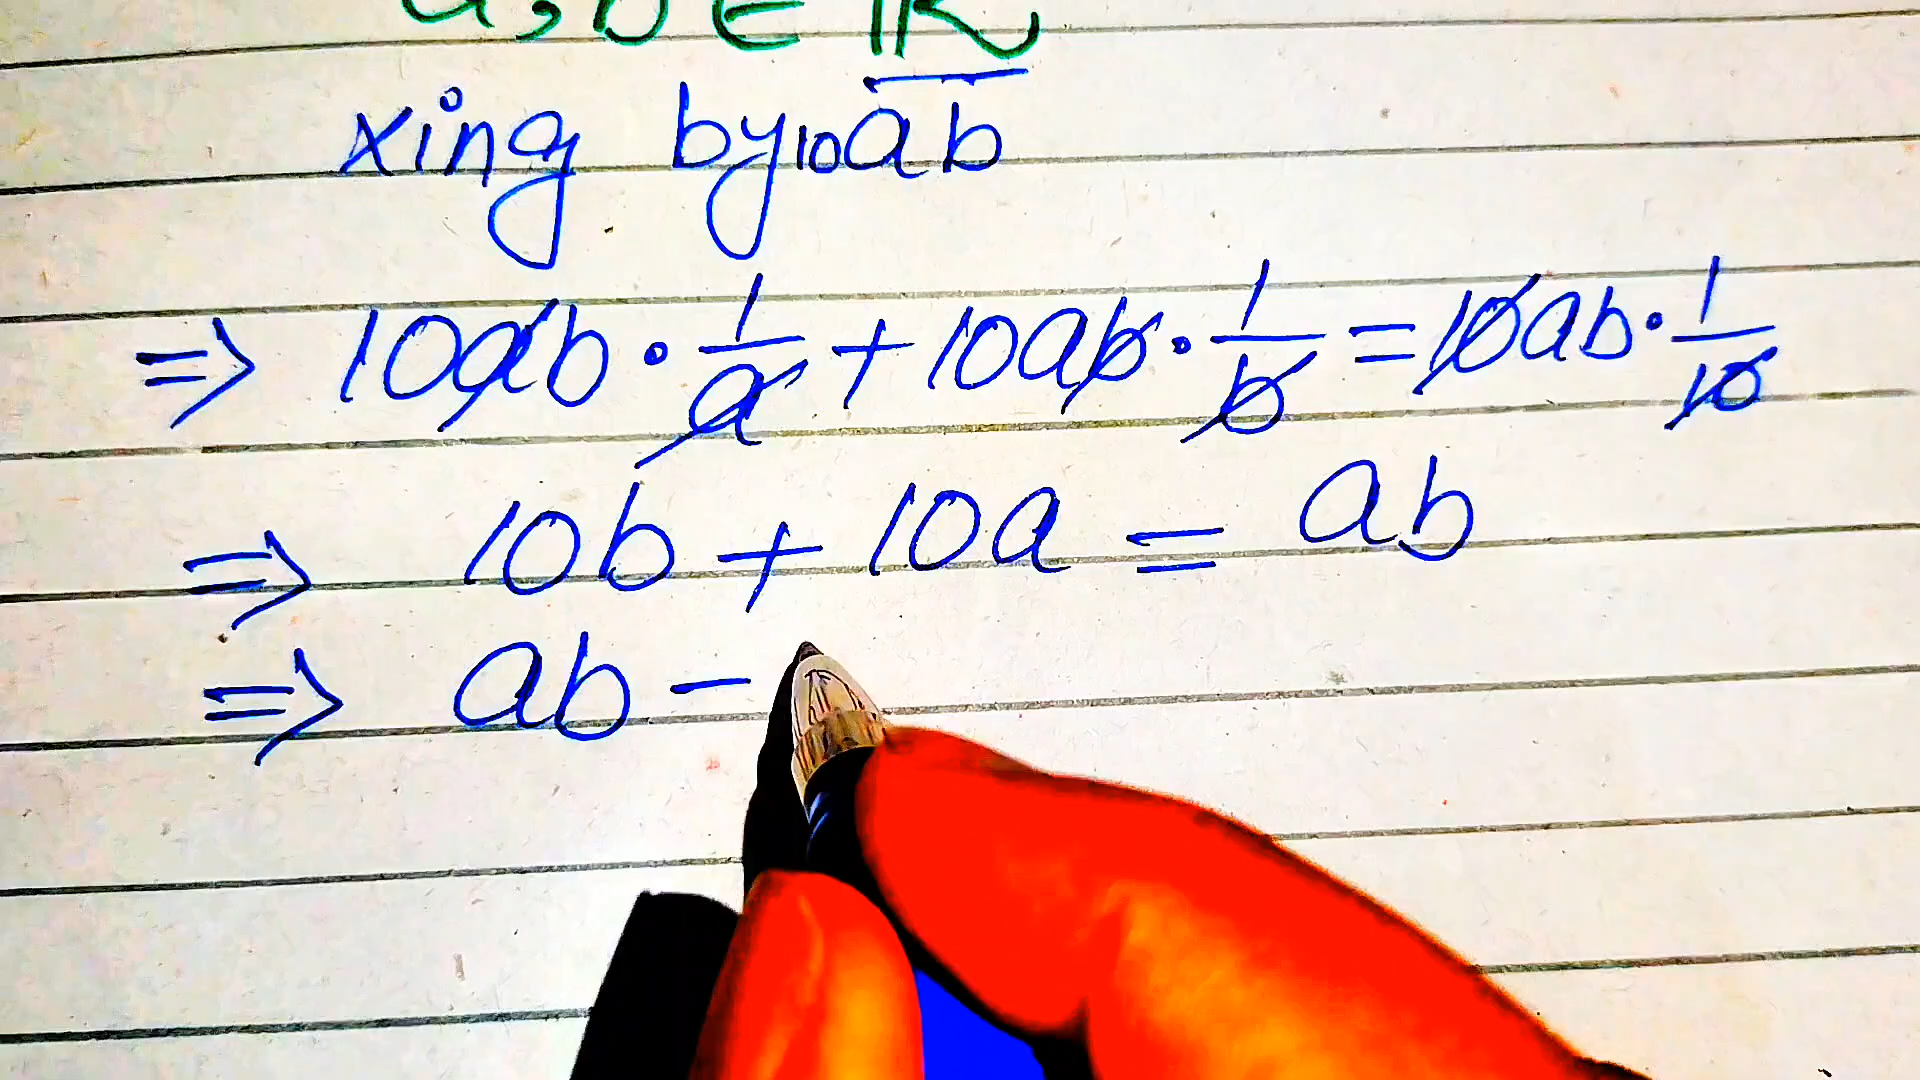 a, b ∈ ℝ
xing by 10ab
⇒ 10ab · 1/a + 10ab · 1/b = 10ab · 1/10
⇒ 10b + 10a = ab
⇒ ab −